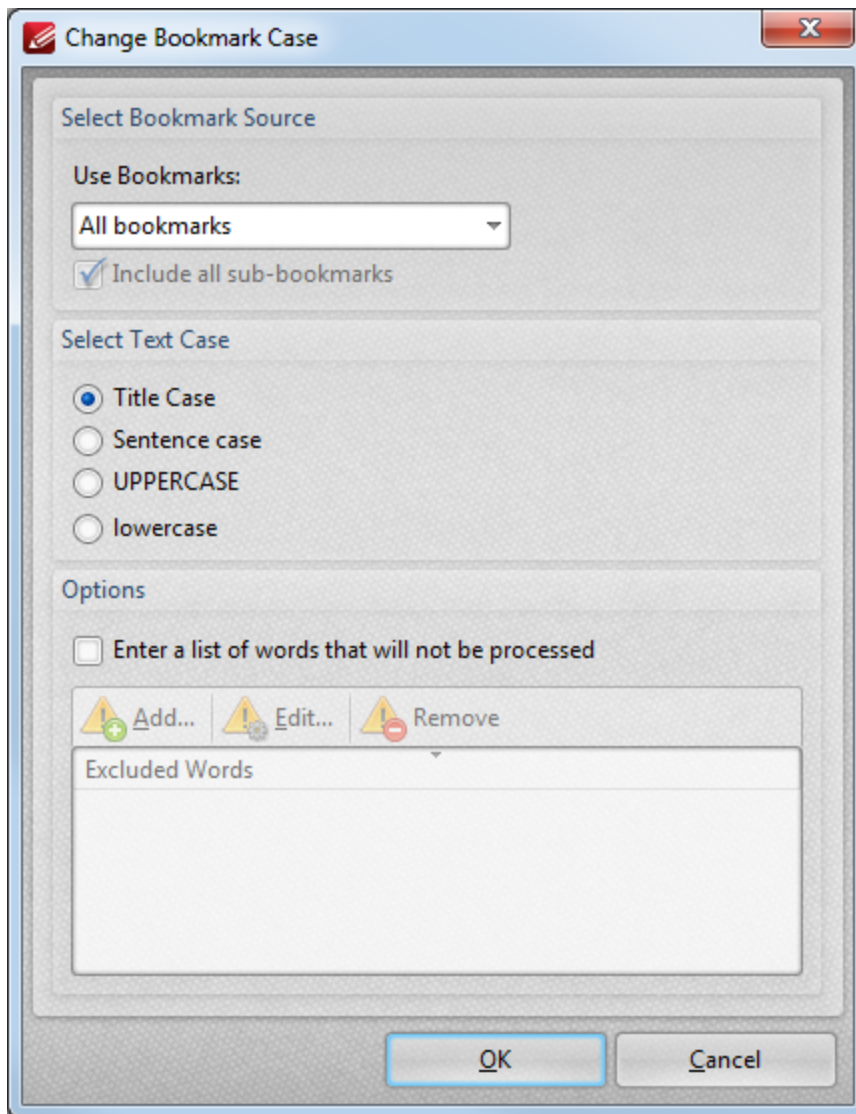 Change Bookmark Case
Select Bookmark Source
Use Bookmarks:
All bookmarks
Include all sub-bookmarks
Select Text Case
Title Case
Sentence case
UPPERCASE
lowercase
Options
Enter a list of words that will not be processed
Add... Edit... Remove
Excluded Words
OK Cancel